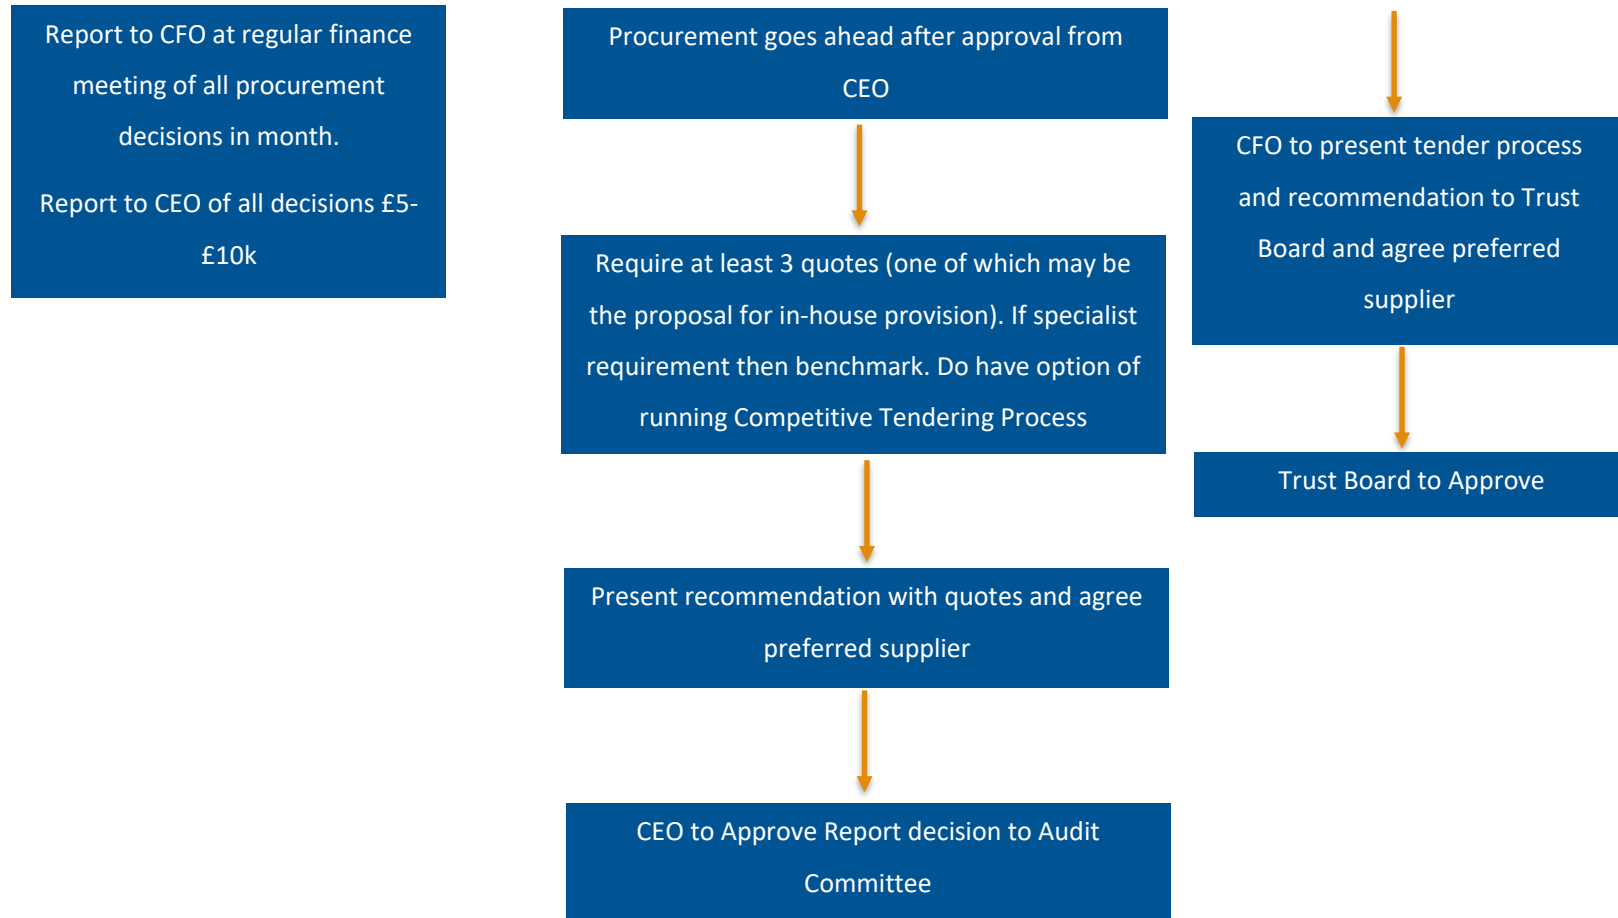 Report to CFO at regular finance
meeting of all procurement
decisions in month.
Report to CEO of all decisions £5-
£10k
Procurement goes ahead after approval from
CEO
Require at least 3 quotes (one of which may be
the proposal for in-house provision). If specialist
requirement then benchmark. Do have option of
running Competitive Tendering Process
Present recommendation with quotes and agree
preferred supplier
CEO to Approve Report decision to Audit
Committee
CFO to present tender process
and recommendation to Trust
Board and agree preferred
supplier
Trust Board to Approve